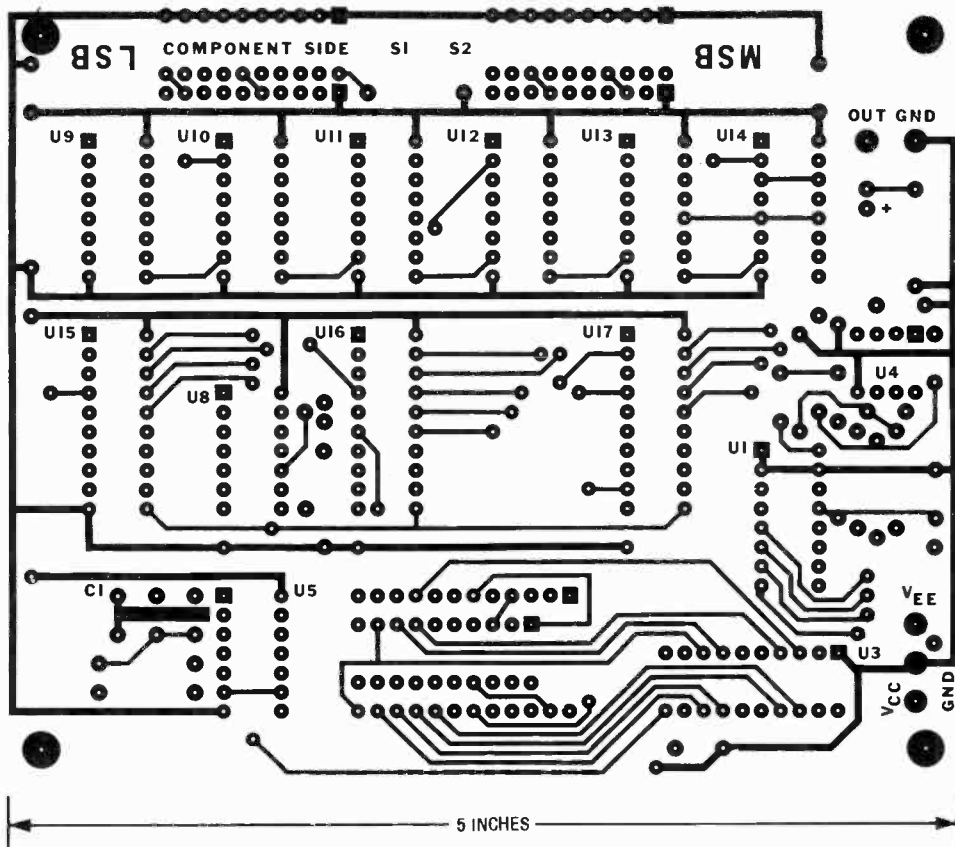 LSB COMPONENT SIDE S1 S2 MSB
OUT GND
U9 U10 U11 U12 U13 U14
+
U15 U16 U17
U8 U4
U1
C1 U5
VEE
U3
VCC GND
5 INCHES